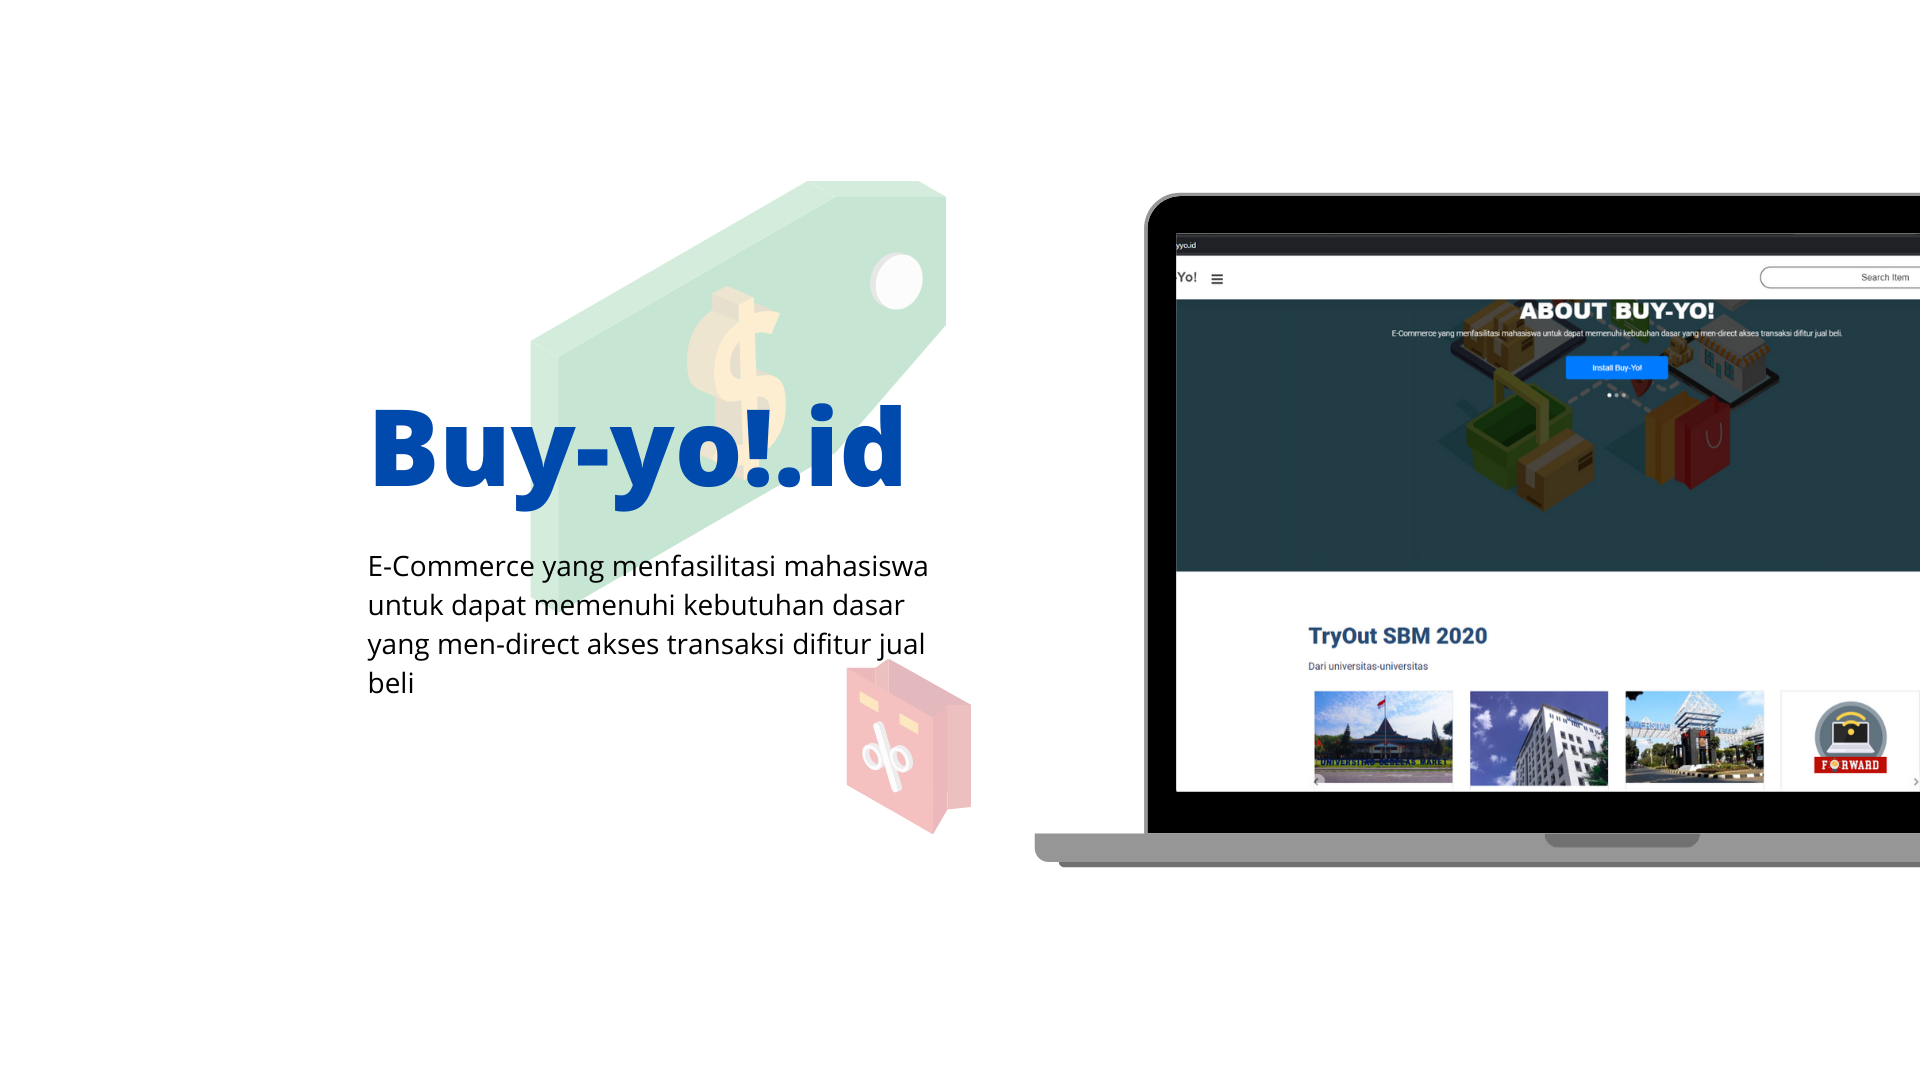 Buy-yo!.id
E-Commerce yang menfasilitasi mahasiswa
untuk dapat memenuhi kebutuhan dasar
yang men-direct akses transaksi difitur jual
beli
yyo.id
-Yo!
Search Item
ABOUT BUY-YO!
E-Commerce yang menfasilitasi mahasiswa untuk dapat memenuhi kebutuhan dasar yang men-direct akses transaksi difitur jual beli.
Install Buy-Yo!
TryOut SBM 2020
Dari universitas-universitas
UNIVERSITAS SEBELAS MARET
FORWARD